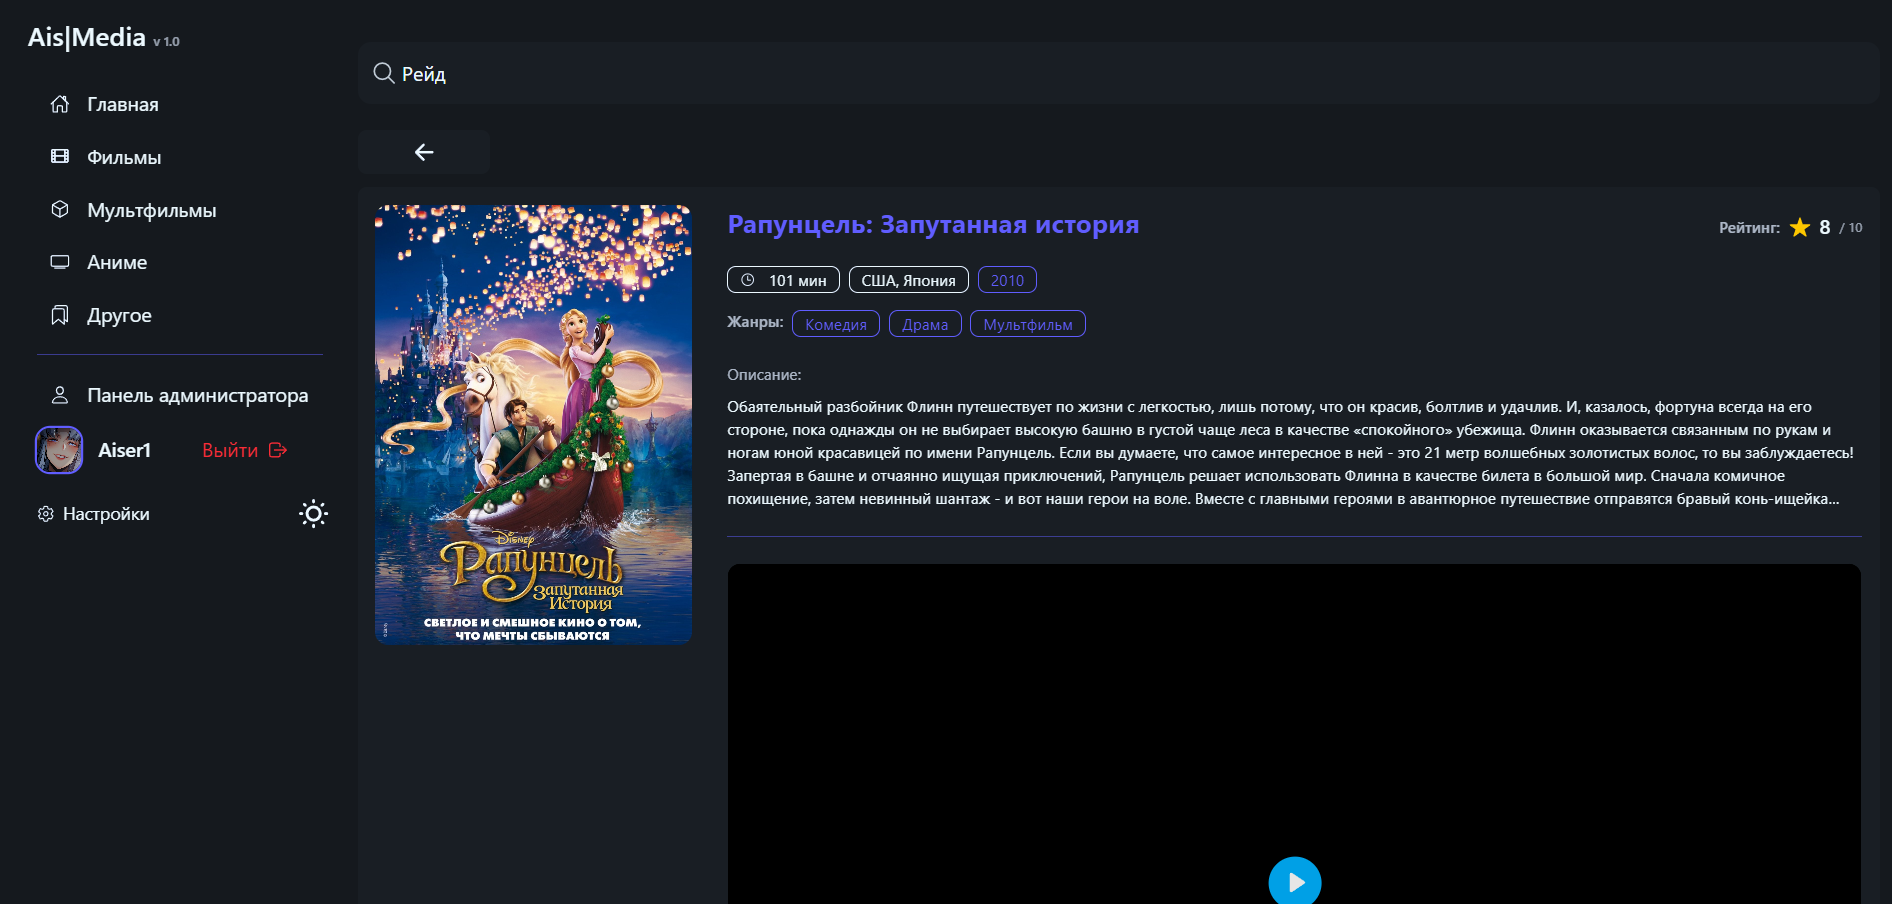 Ais|Media v 1.0
Рейд
Главная
Фильмы
Мультфильмы
Аниме
Другое
Панель администратора
Aiser1 Выйти
Настройки
DISNEY
Рапунцель
Запутанная
История
СВЕТЛОЕ И СМЕШНОЕ КИНО О ТОМ,
ЧТО МЕЧТЫ СБЫВАЮТСЯ
Рапунцель: Запутанная история
Рейтинг: 8 / 10
101 мин США, Япония 2010
Жанры: Комедия Драма Мультфильм
Описание:
Обаятельный разбойник Флинн путешествует по жизни с легкостью, лишь потому, что он красив, болтлив и удачлив. И, казалось, фортуна всегда на его
стороне, пока однажды он не выбирает высокую башню в густой чаще леса в качестве «спокойного» убежища. Флинн оказывается связанным по рукам и
ногам юной красавицей по имени Рапунцель. Если вы думаете, что самое интересное в ней - это 21 метр волшебных золотистых волос, то вы заблуждаетесь!
Запертая в башне и отчаянно ищущая приключений, Рапунцель решает использовать Флинна в качестве билета в большой мир. Сначала комичное
похищение, затем невинный шантаж - и вот наши герои на воле. Вместе с главными героями в авантюрное путешествие отправятся бравый конь-ищейка...